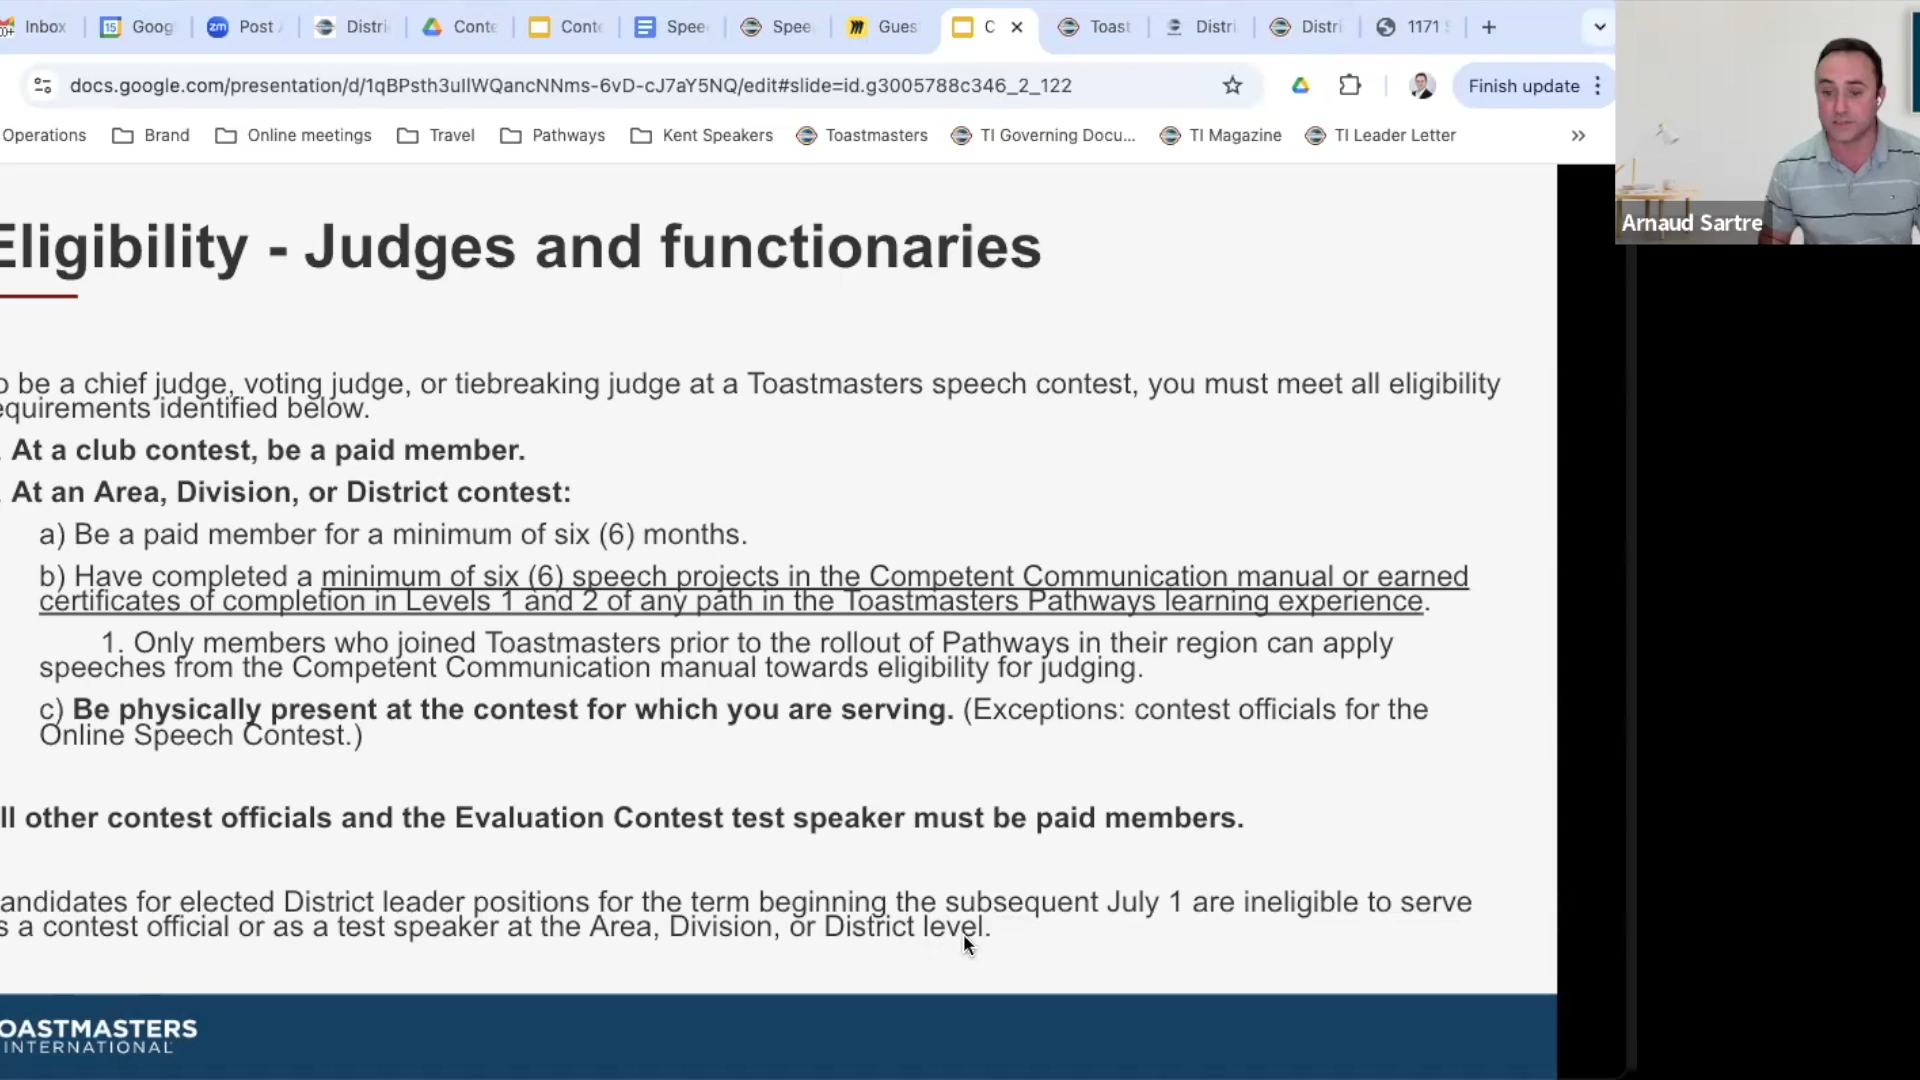 Inbox
15 Goog
zm Post
Distri
Conte
Conte
Spee
Spee
Gues
C
Toast
Distri
Distri
1171
docs.google.com/presentation/d/1qBPsth3uIlWQancNNms-6vD-cJ7aY5NQ/edit#slide=id.g3005788c346_2_122
Finish update
Operations
Brand
Online meetings
Travel
Pathways
Kent Speakers
Toastmasters
TI Governing Docu...
TI Magazine
TI Leader Letter
Arnaud Sartre
Eligibility - Judges and functionaries
o be a chief judge, voting judge, or tiebreaking judge at a Toastmasters speech contest, you must meet all eligibility
equirements identified below.
. At a club contest, be a paid member.
. At an Area, Division, or District contest:
a) Be a paid member for a minimum of six (6) months.
b) Have completed a minimum of six (6) speech projects in the Competent Communication manual or earned
certificates of completion in Levels 1 and 2 of any path in the Toastmasters Pathways learning experience.
1. Only members who joined Toastmasters prior to the rollout of Pathways in their region can apply
speeches from the Competent Communication manual towards eligibility for judging.
c) Be physically present at the contest for which you are serving. (Exceptions: contest officials for the
Online Speech Contest.)
ll other contest officials and the Evaluation Contest test speaker must be paid members.
andidates for elected District leader positions for the term beginning the subsequent July 1 are ineligible to serve
s a contest official or as a test speaker at the Area, Division, or District level.
OASTMASTERS
INTERNATIONAL